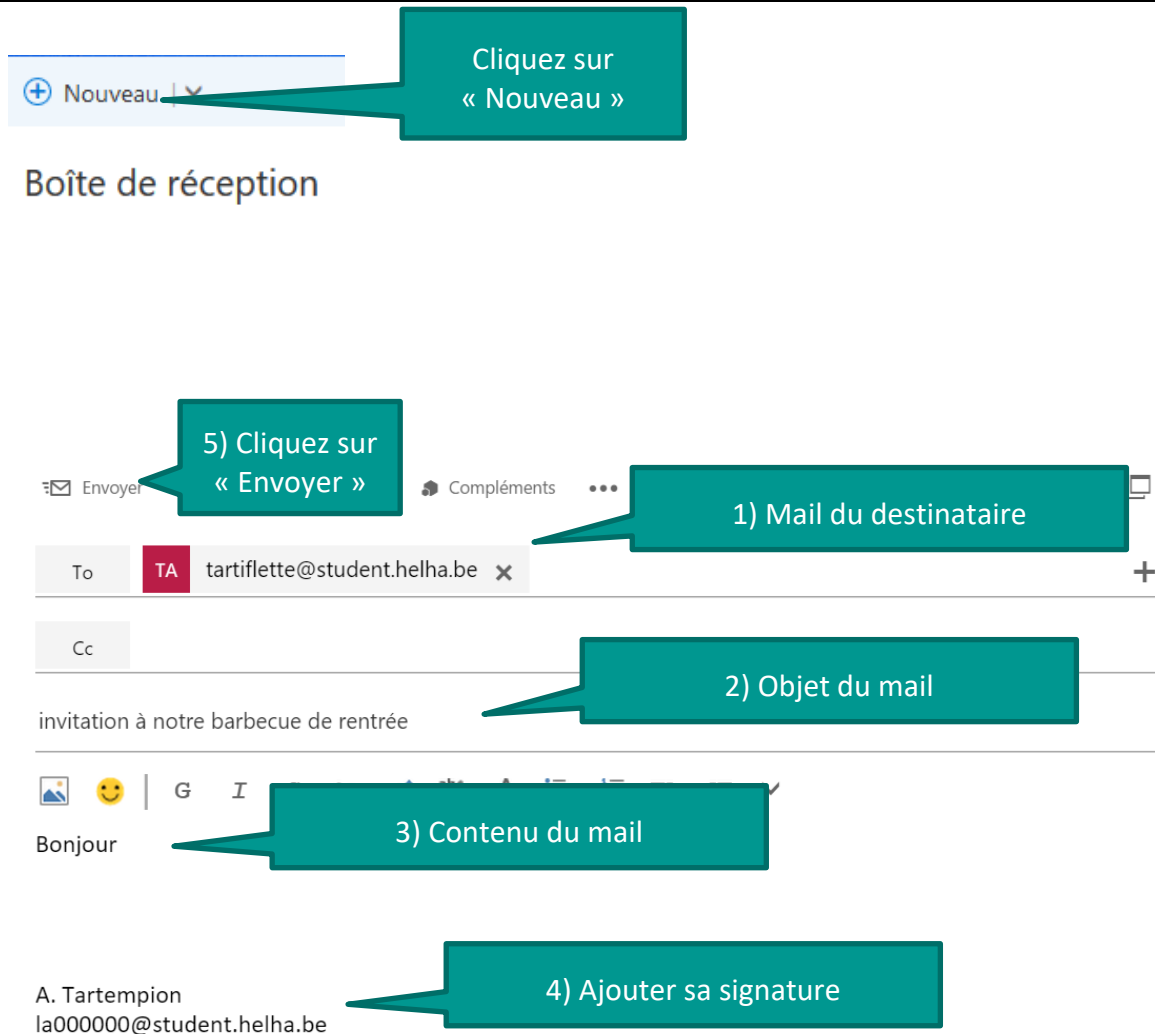 Cliquez sur
« Nouveau »
Nouveau
Boîte de réception
5) Cliquez sur
« Envoyer »
Envoyer
Compléments
1) Mail du destinataire
To
TA
tartiflette@student.helha.be
Cc
2) Objet du mail
invitation à notre barbecue de rentrée
G I
3) Contenu du mail
Bonjour
4) Ajouter sa signature
A. Tartempion
la000000@student.helha.be